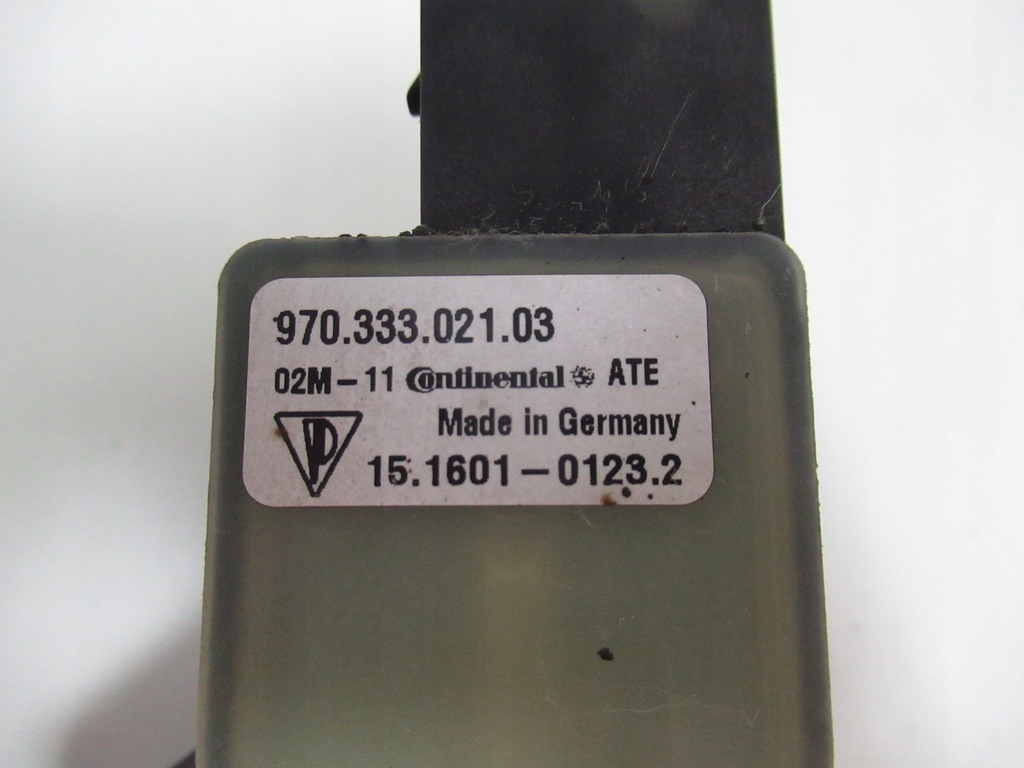 970.333.021.03
02M-11 Continental ATE
Made in Germany
15.1601-0123.2